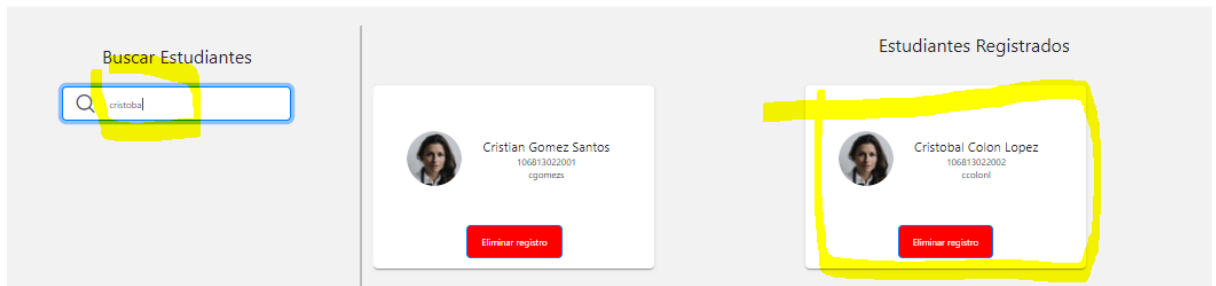 Buscar Estudiantes
cristoba
Estudiantes Registrados
Cristian Gomez Santos
106813022001
cgomezs
Eliminar registro
Cristobal Colon Lopez
106813022002
ccolonl
Eliminar registro